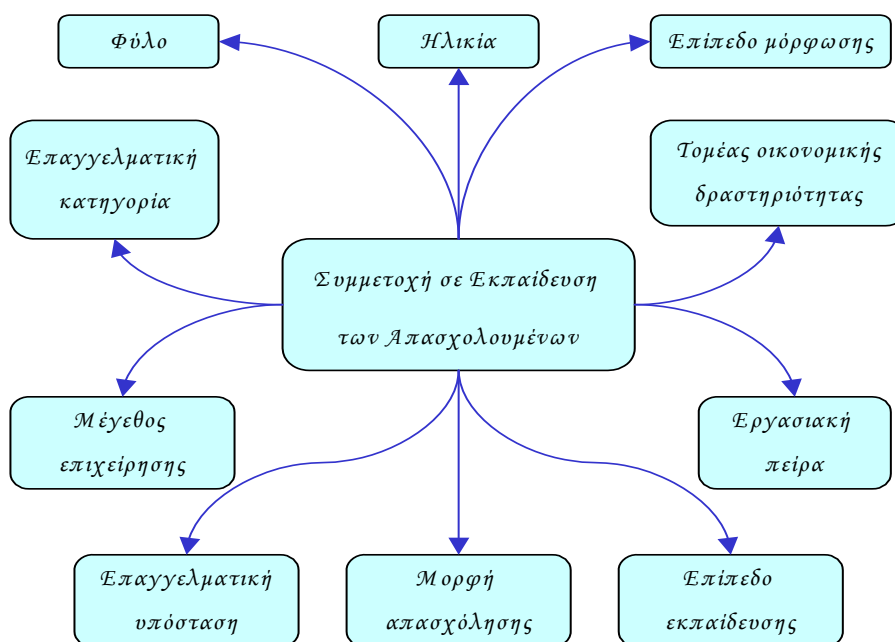 Φύλο
Ηλικία
Επίπεδο μόρφωσης
Επαγγελματική
κατηγορία
Τομέας οικονομικής
δραστηριότητας
Συμμετοχή σε Εκπαίδευση
των Απασχολουμένων
Μέγεθος
επιχείρησης
Εργασιακή
πείρα
Επαγγελματική
υπόσταση
Μορφή
απασχόλησης
Επίπεδο
εκπαίδευσης